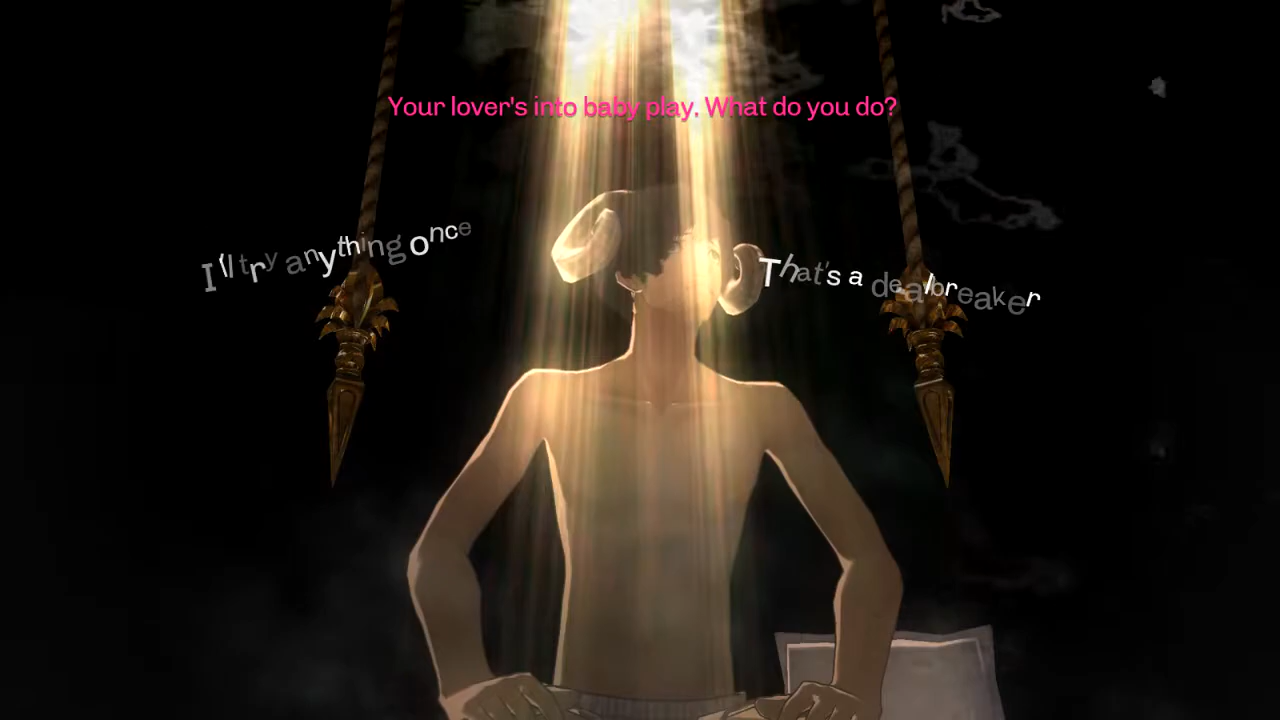 Your lover's into baby play. What do you do?
I'll try anything once
That's a dealbreaker